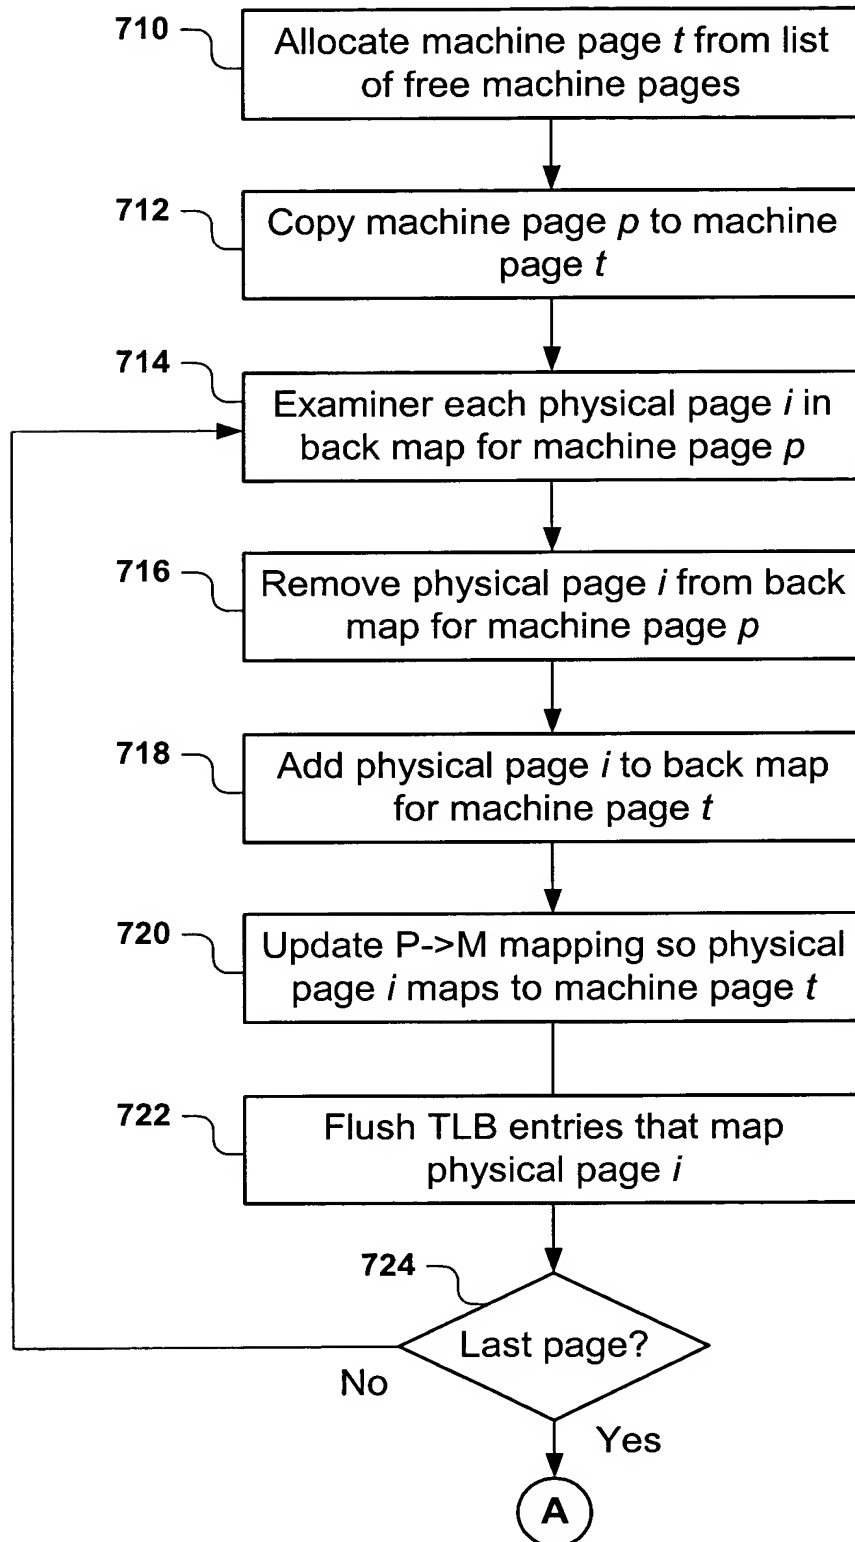 710
Allocate machine page t from list
of free machine pages
712
Copy machine page p to machine
page t
714
Examiner each physical page i in
back map for machine page p
716
Remove physical page i from back
map for machine page p
718
Add physical page i to back map
for machine page t
720
Update P->M mapping so physical
page i maps to machine page t
722
Flush TLB entries that map
physical page i
724
Last page?
No
Yes
A